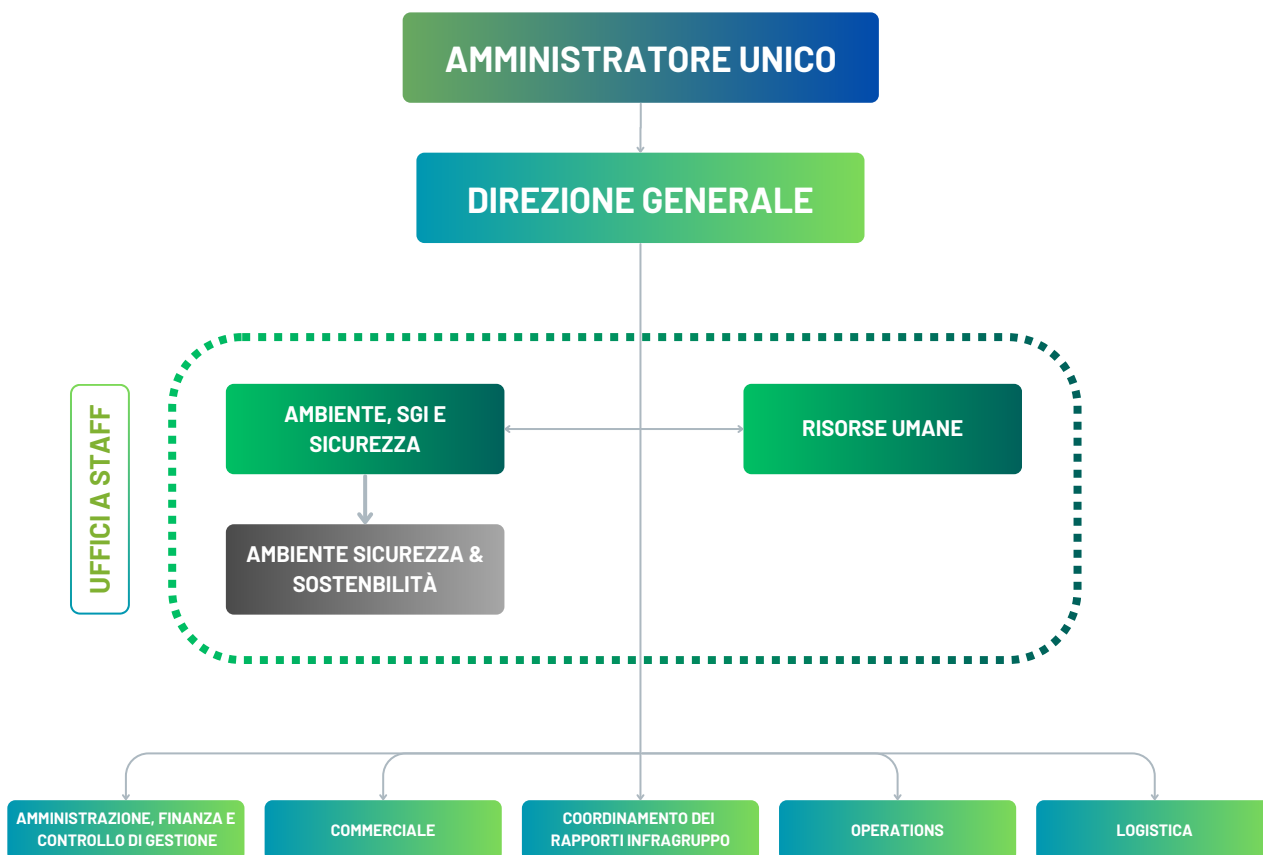 AMMINISTRATORE UNICO
DIREZIONE GENERALE
UFFICI A STAFF
AMBIENTE, SGI E
SICUREZZA
RISORSE UMANE
AMBIENTE SICUREZZA &
SOSTENBILITÀ
AMMINISTRAZIONE, FINANZA E
CONTROLLO DI GESTIONE
COMMERCIALE
COORDINAMENTO DEI
RAPPORTI INFRAGRUPPO
OPERATIONS
LOGISTICA